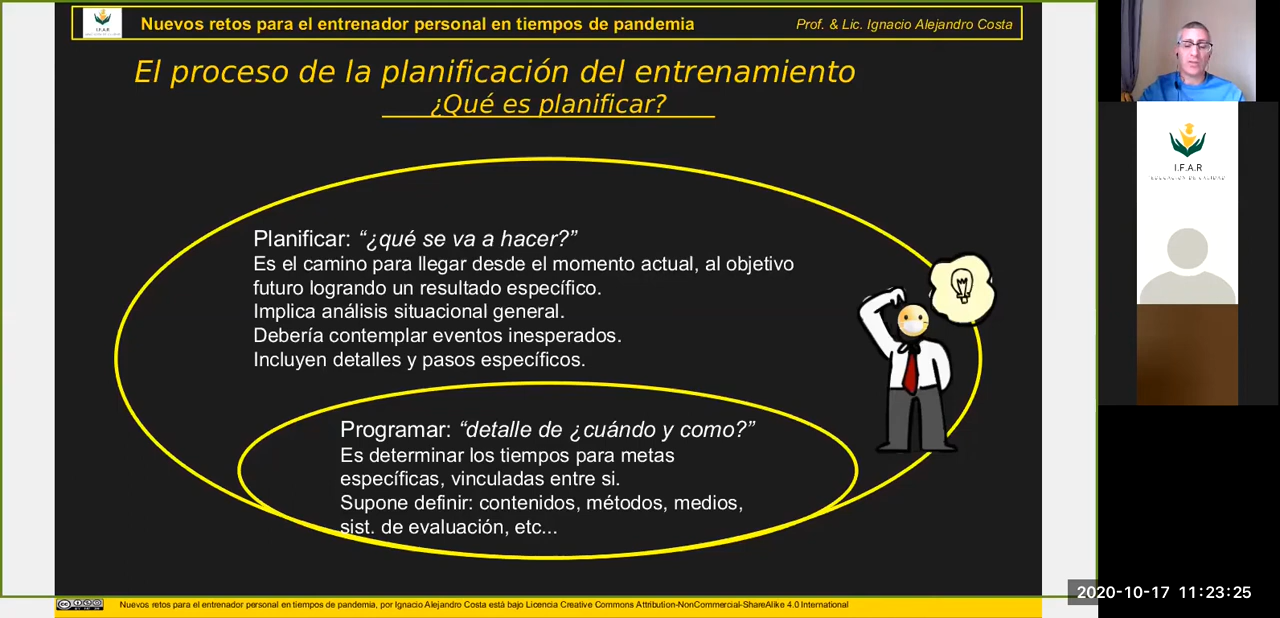 Nuevos retos para el entrenador personal en tiempos de pandemia
Prof. & Lic. Ignacio Alejandro Costa
El proceso de la planificación del entrenamiento
¿Qué es planificar?
Planificar: “¿qué se va a hacer?”
Es el camino para llegar desde el momento actual, al objetivo
futuro logrando un resultado específico.
Implica análisis situacional general.
Debería contemplar eventos inesperados.
Incluyen detalles y pasos específicos.
Programar: “detalle de ¿cuándo y como?”
Es determinar los tiempos para metas
específicas, vinculadas entre si.
Supone definir: contenidos, métodos, medios,
sist. de evaluación, etc...
I.F.A.R
2020-10-17 11:23:25
Nuevos retos para el entrenador personal en tiempos de pandemia, por Ignacio Alejandro Costa está bajo Licencia Creative Commons Attribution-NonCommercial-ShareAlike 4.0 International